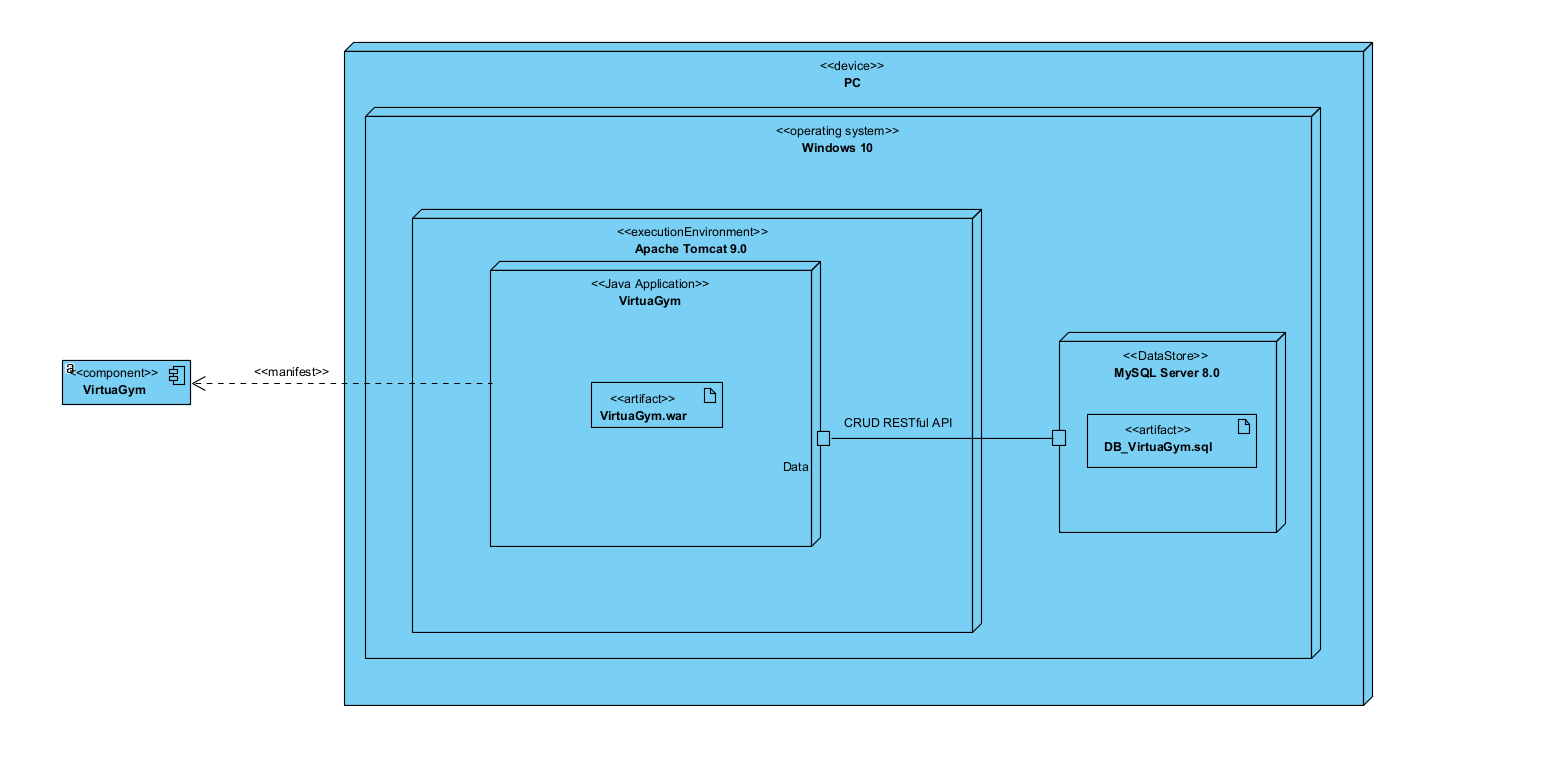 <<device>>
PC
<<operating system>>
Windows 10
<<executionEnvironment>>
Apache Tomcat 9.0
<<Java Application>>
VirtuaGym
<<artifact>>
VirtuaGym.war
Data
CRUD RESTful API
<<DataStore>>
MySQL Server 8.0
<<artifact>>
DB_VirtuaGym.sql
<<manifest>>
a
<<component>>
VirtuaGym